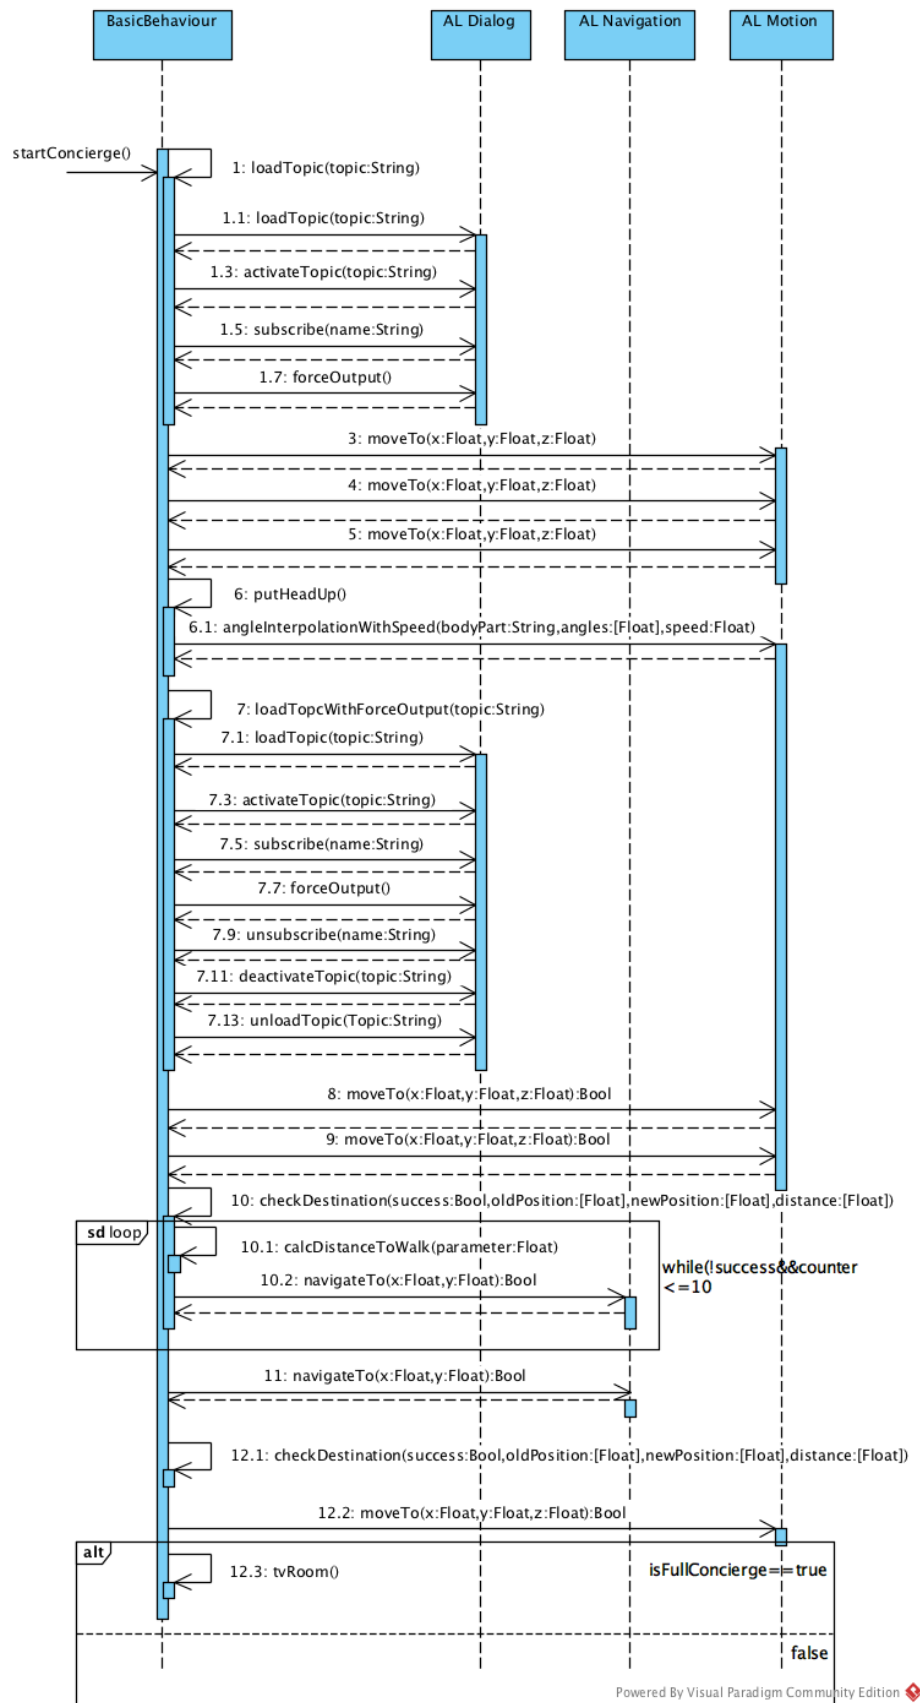 BasicBehaviour
AL Dialog
AL Navigation
AL Motion
startConcierge()
1: loadTopic(topic:String)
1.1: loadTopic(topic:String)
1.3: activateTopic(topic:String)
1.5: subscribe(name:String)
1.7: forceOutput()
3: moveTo(x:Float,y:Float,z:Float)
4: moveTo(x:Float,y:Float,z:Float)
5: moveTo(x:Float,y:Float,z:Float)
6: putHeadUp()
6.1: angleInterpolationWithSpeed(bodyPart:String,angles:[Float],speed:Float)
7: loadTopcWithForceOutput(topic:String)
7.1: loadTopic(topic:String)
7.3: activateTopic(topic:String)
7.5: subscribe(name:String)
7.7: forceOutput()
7.9: unsubscribe(name:String)
7.11: deactivateTopic(topic:String)
7.13: unloadTopic(Topic:String)
8: moveTo(x:Float,y:Float,z:Float):Bool
9: moveTo(x:Float,y:Float,z:Float):Bool
10: checkDestination(success:Bool,oldPosition:[Float],newPosition:[Float],distance:[Float])
sd loop
10.1: calcDistanceToWalk(parameter:Float)
while(!success&&counter
<=10
10.2: navigateTo(x:Float,y:Float):Bool
11: navigateTo(x:Float,y:Float):Bool
12.1: checkDestination(success:Bool,oldPosition:[Float],newPosition:[Float],distance:[Float])
12.2: moveTo(x:Float,y:Float,z:Float):Bool
alt
12.3: tvRoom()
isFullConcierge==true
false
Powered By Visual Paradigm Community Edition